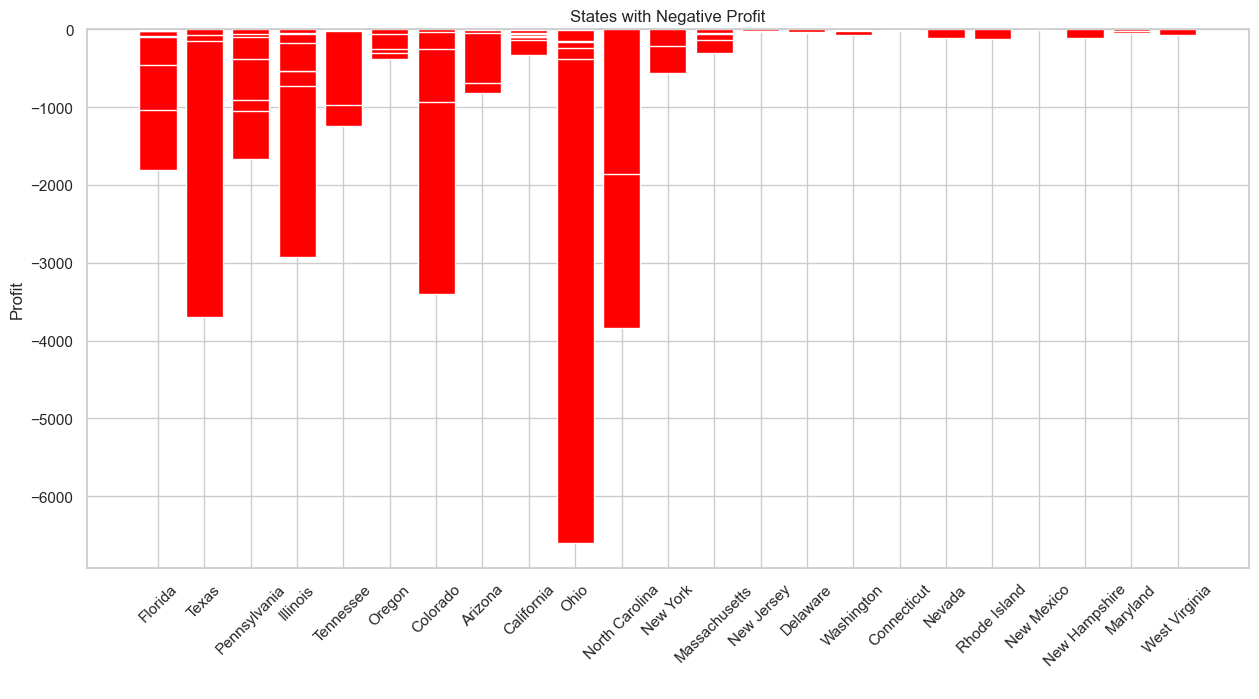 States with Negative Profit
Profit
0
−1000
−2000
−3000
−4000
−5000
−6000
Florida
Texas
Pennsylvania
Illinois
Tennessee
Oregon
Colorado
Arizona
California
Ohio
North Carolina
New York
Massachusetts
New Jersey
Delaware
Washington
Connecticut
Nevada
Rhode Island
New Mexico
New Hampshire
Maryland
West Virginia